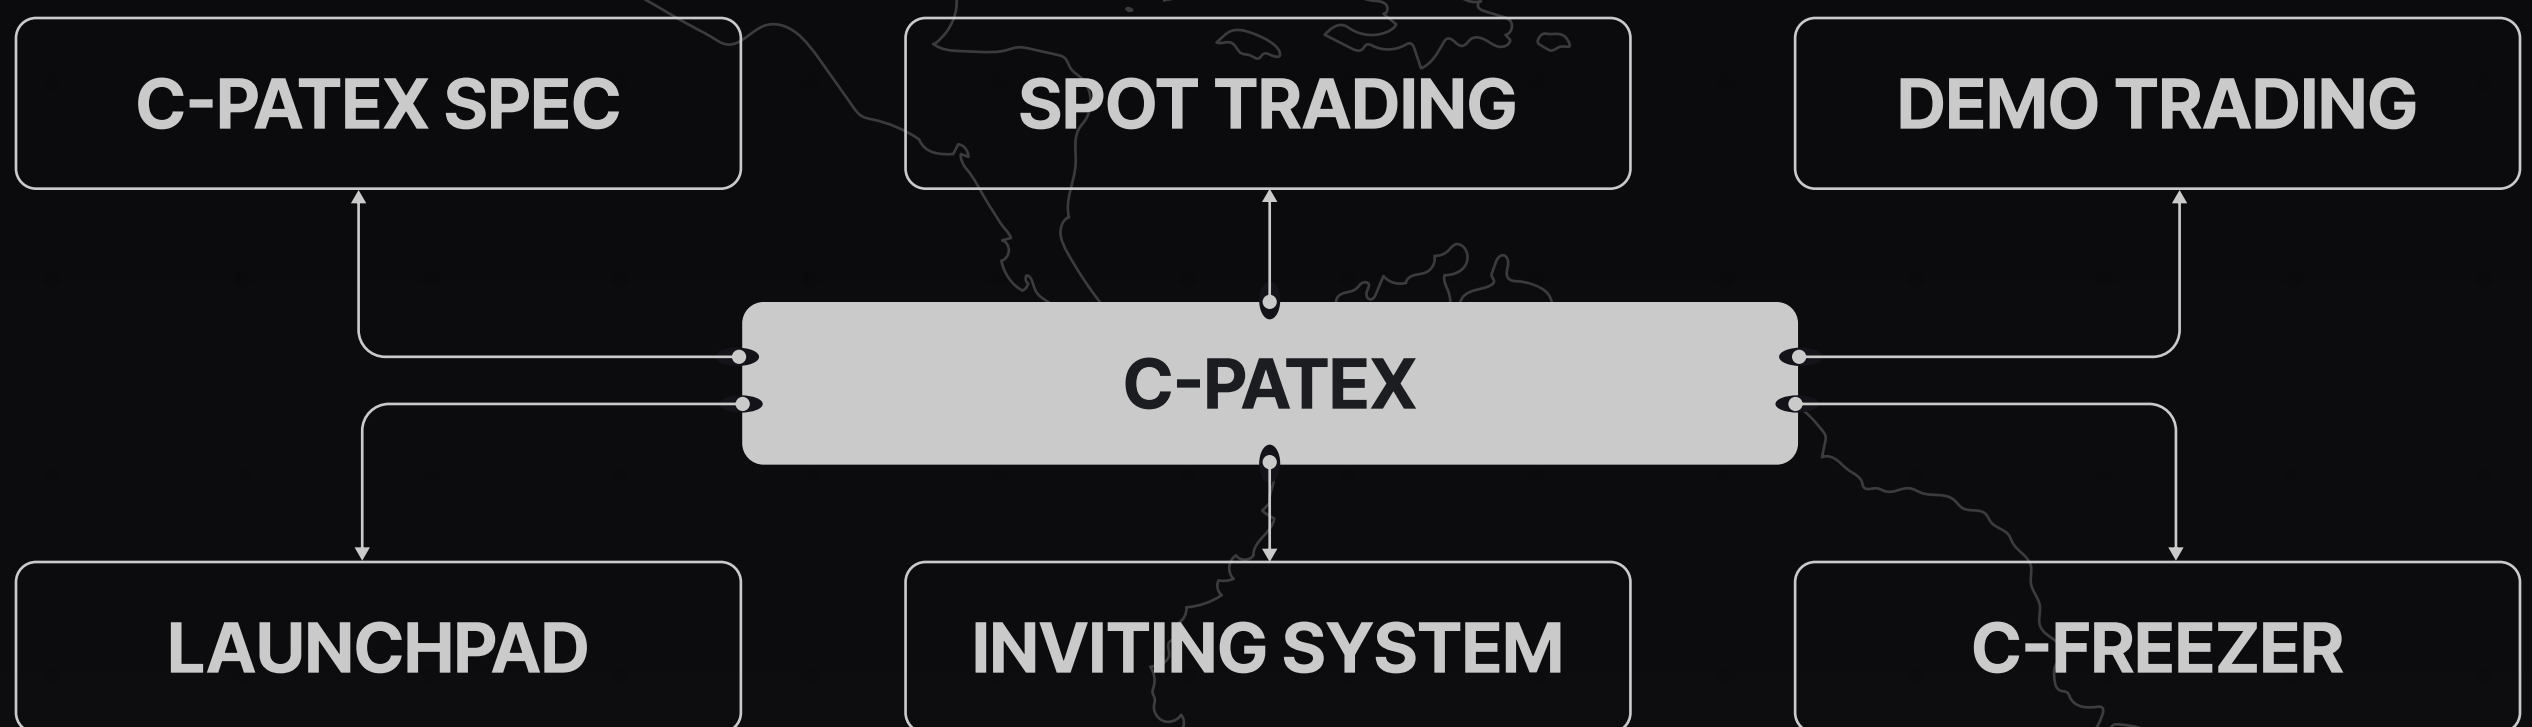 C-PATEX SPEC
SPOT TRADING
DEMO TRADING
C-PATEX
LAUNCHPAD
INVITING SYSTEM
C-FREEZER